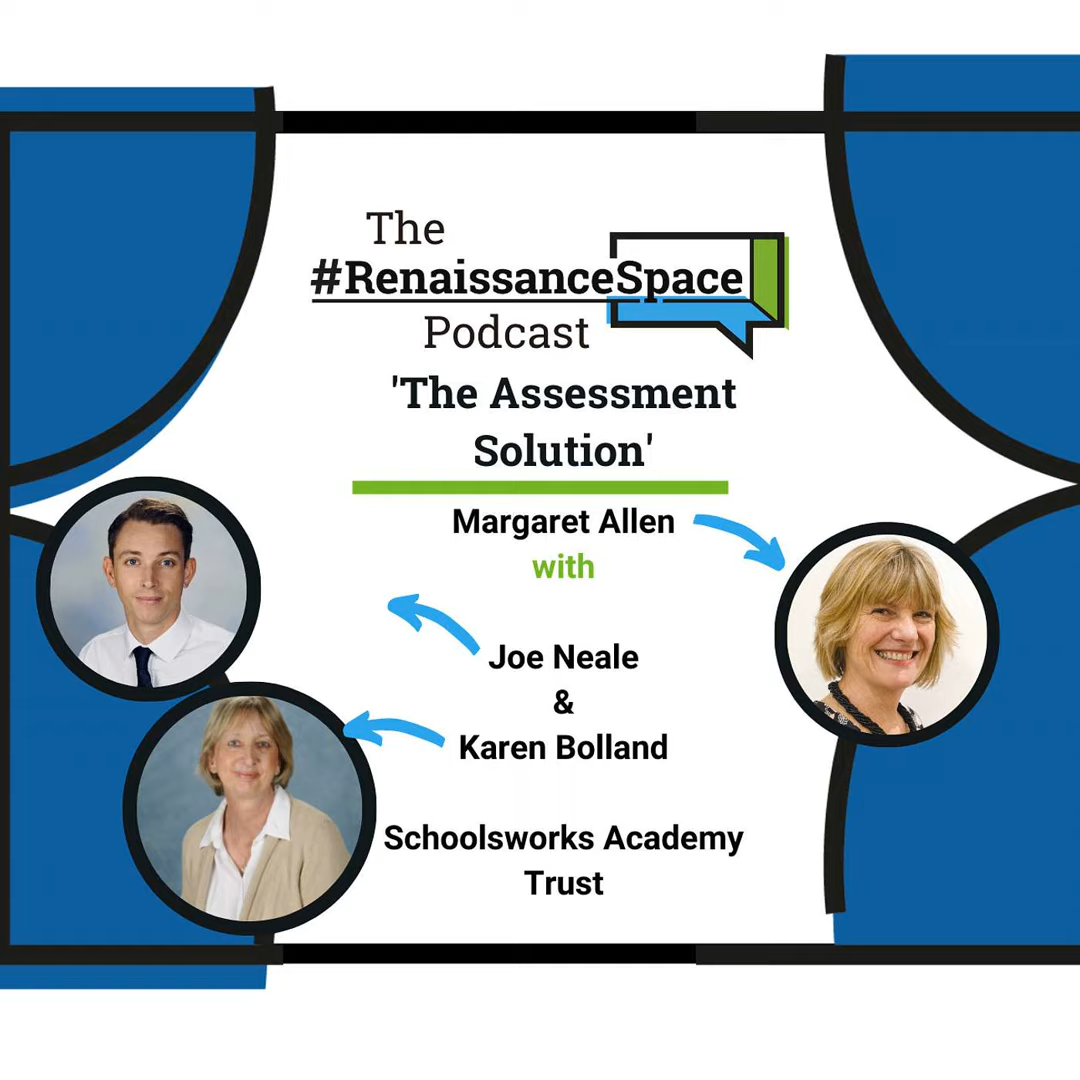 The
#RenaissanceSpace
Podcast
'The Assessment
Solution'
Margaret Allen
with
Joe Neale
&
Karen Bolland
Schoolsworks Academy
Trust